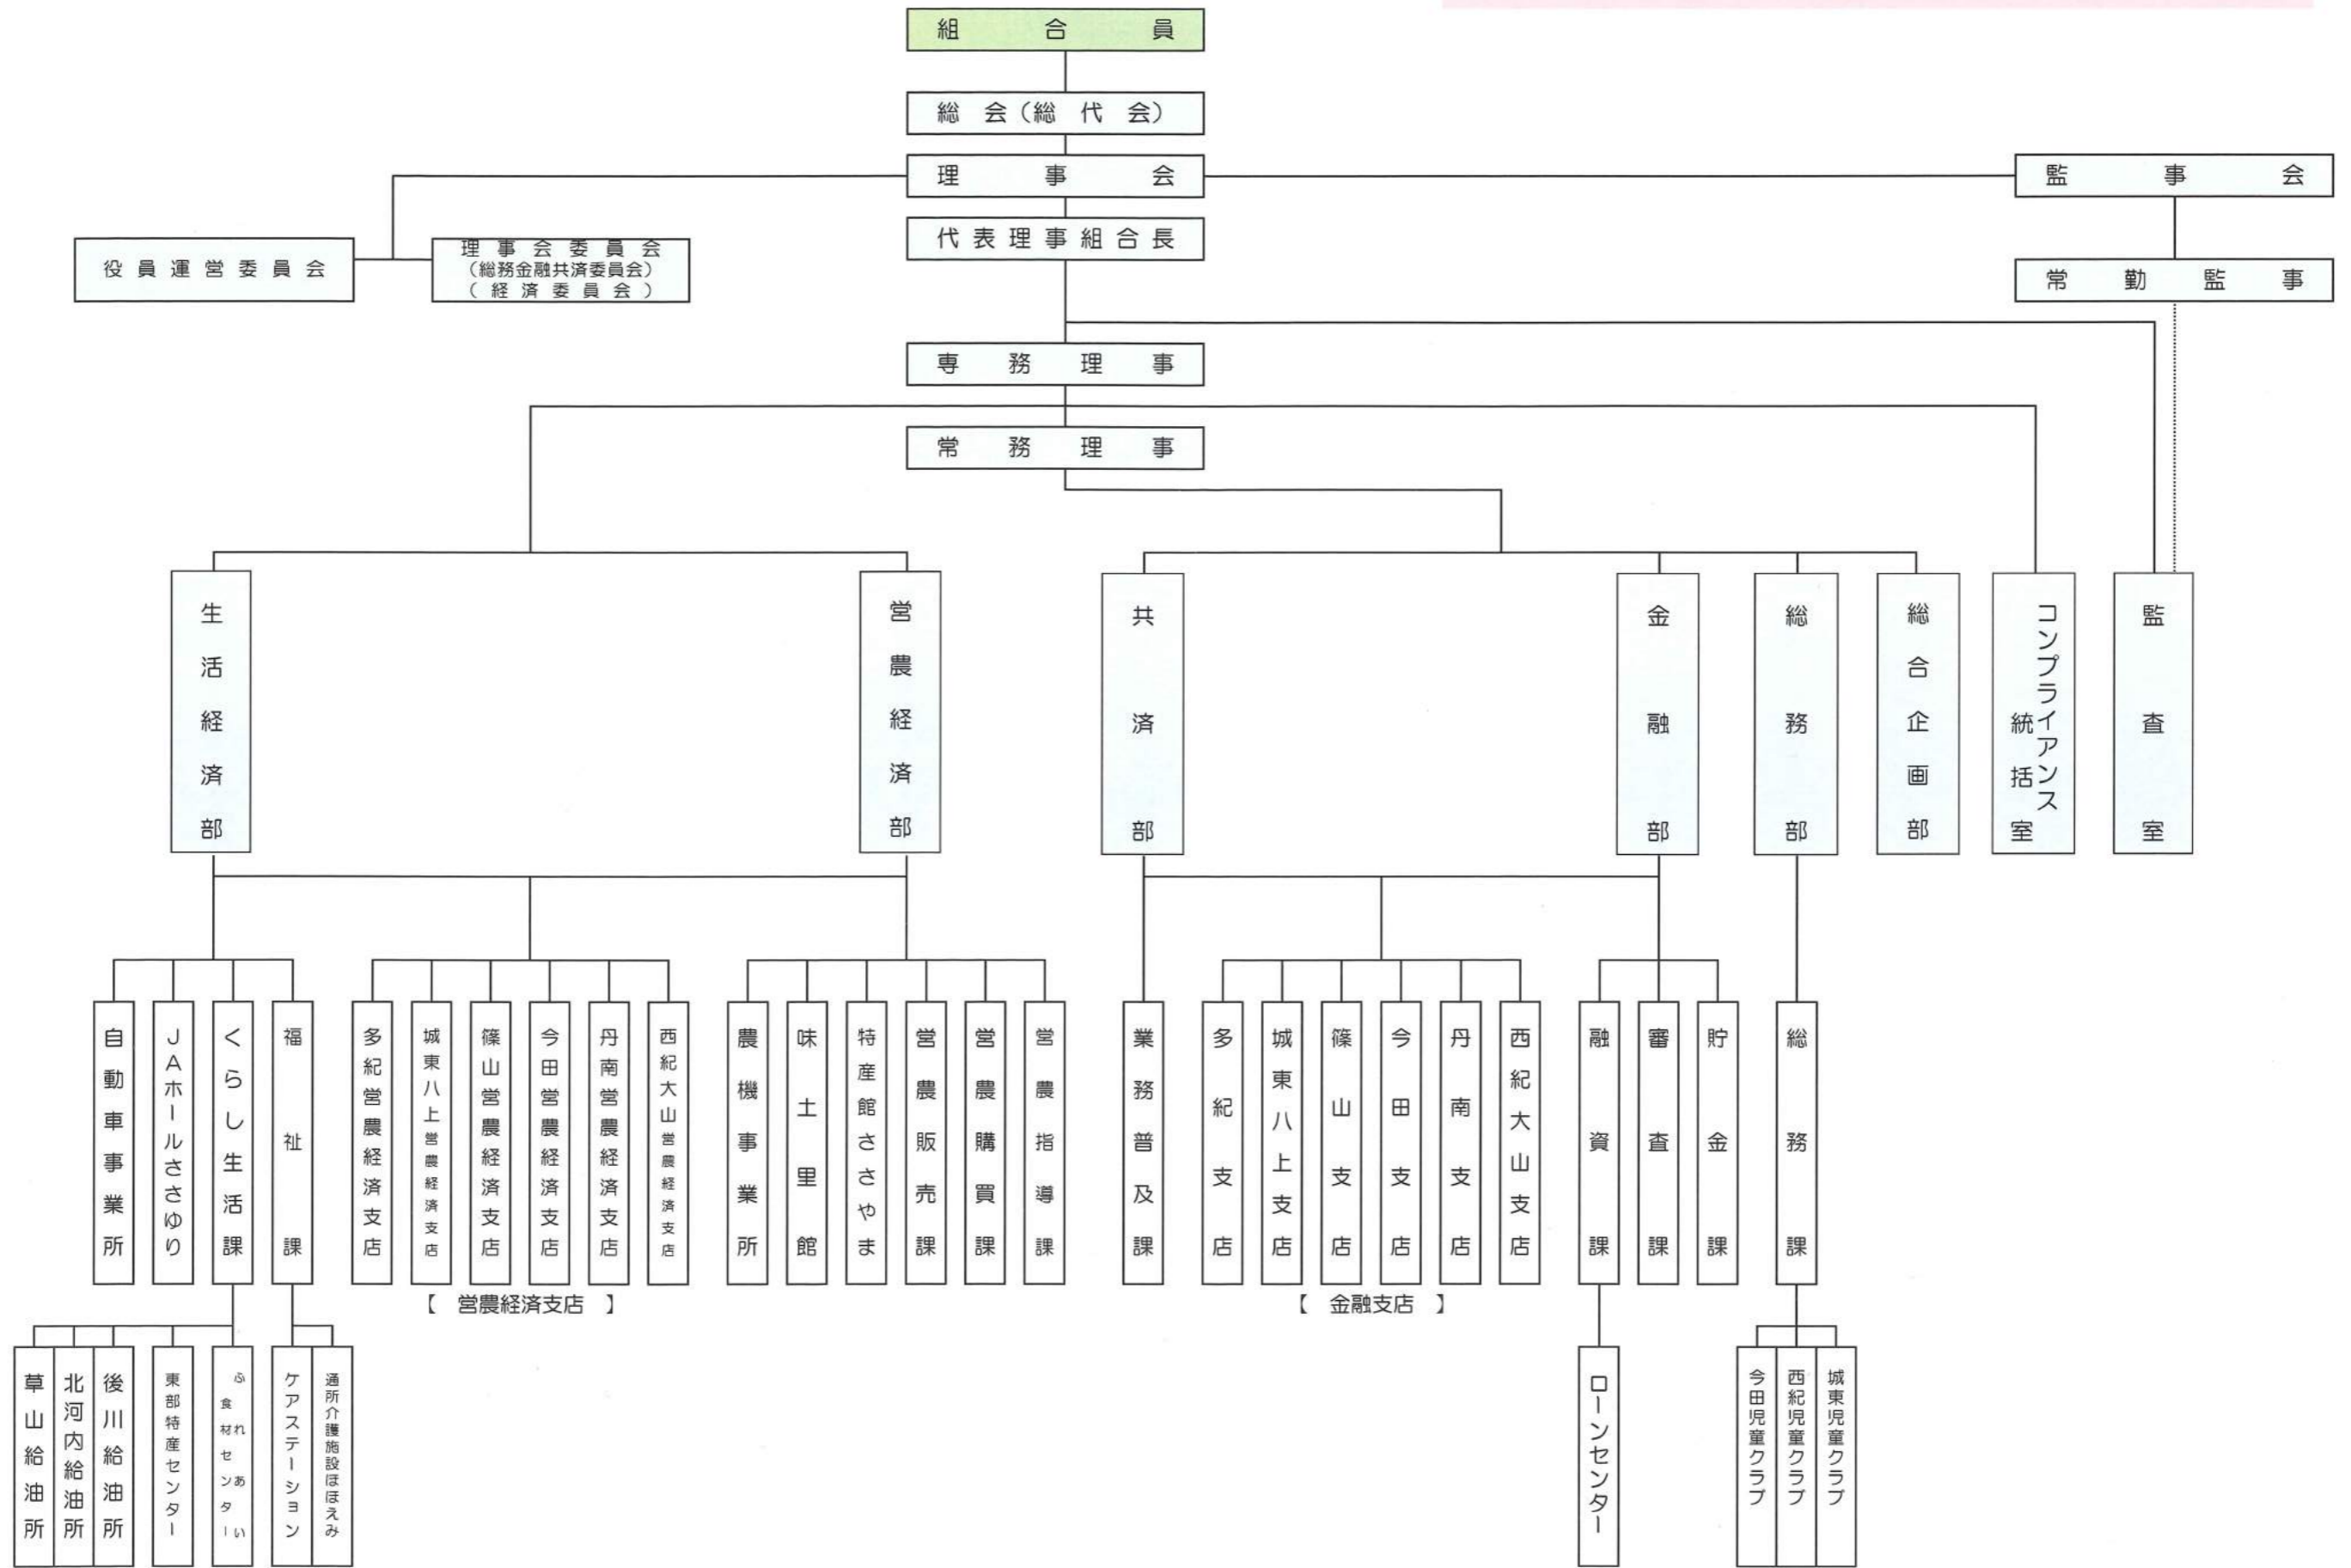 組合員
総会(総代会)
理事会
監事会
代表理事組合長
役員運営委員会
理事会委員会
(総務金融共済委員会)
(経済委員会)
常勤監事
専務理事
常務理事
生活経済部
営農経済部
共済部
金融部
総務部
総合企画部
コンプライアンス
統括室
監査室
自動車事業所
JAホールささゆり
くらし生活課
福祉課
多紀営農経済支店
城東八上営農経済支店
篠山営農経済支店
今田営農経済支店
丹南営農経済支店
西紀大山営農経済支店
農機事業所
味土里館
特産館ささやま
営農販売課
営農購買課
営農指導課
業務普及課
多紀支店
城東八上支店
篠山支店
今田支店
丹南支店
西紀大山支店
融資課
審査課
貯金課
総務課
【 営農経済支店 】
【 金融支店 】
草山給油所
北河内給油所
後川給油所
東部特産センター
ふれあい
食材センター
ケアステーション
通所介護施設ほほえみ
ローンセンター
今田児童クラブ
西紀児童クラブ
城東児童クラブ